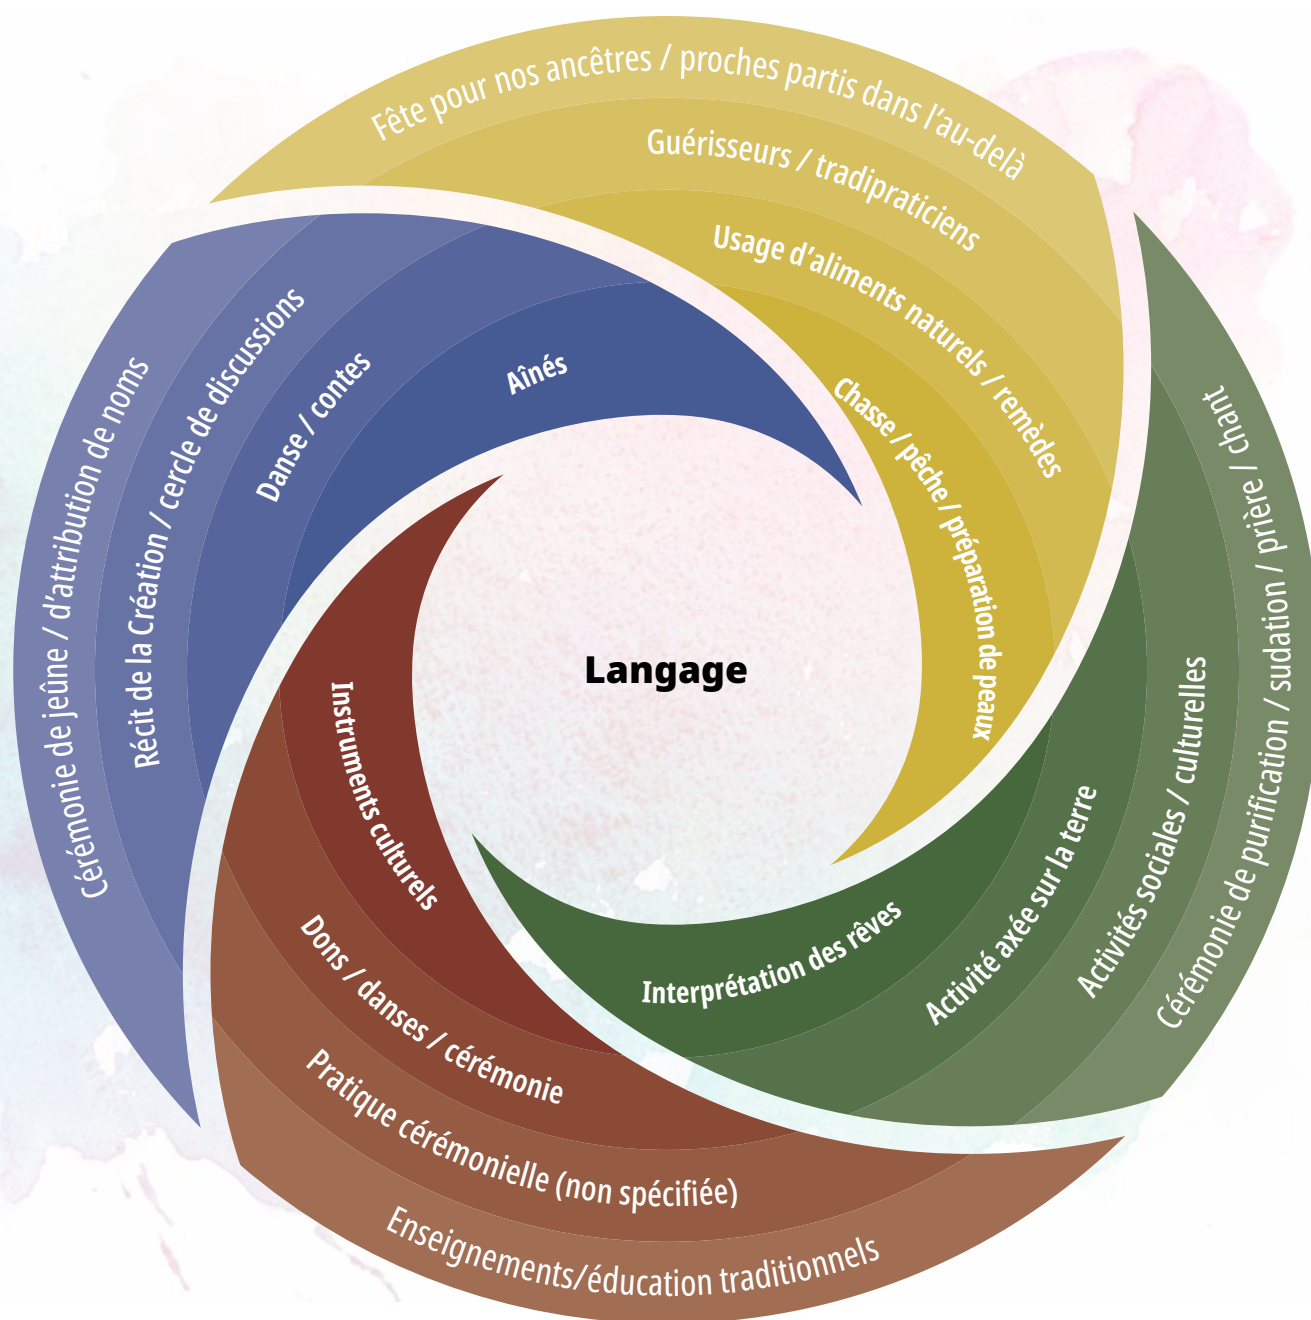 Fête pour nos ancêtres / proches partis dans l'au-delà
Guérisseurs / tradipraticiens
Usage d'aliments naturels / remèdes
Chasse / pêche / préparation de peaux
Cérémonie de purification / sudation / prière / chant
Activités sociales / culturelles
Activité axée sur la terre
Interprétation des rêves
Enseignements/éducation traditionnels
Pratique cérémonielle (non spécifiée)
Dons / danses / cérémonie
Instruments culturels
Cérémonie de jeûne / d'attribution de noms
Récit de la Création / cercle de discussions
Danse / contes
Aînés
Langage